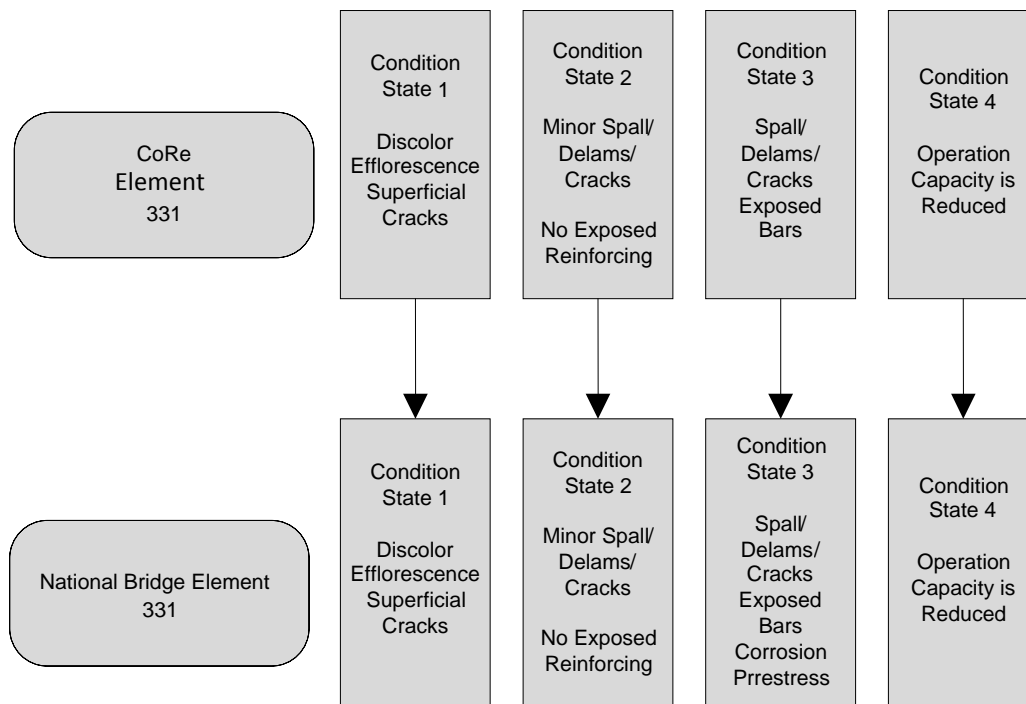 CoRe
Element
331
Condition
State 1
Discolor
Efflorescence
Superficial
Cracks
Condition
State 2
Minor Spall/
Delams/
Cracks
No Exposed
Reinforcing
Condition
State 3
Spall/
Delams/
Cracks
Exposed
Bars
Condition
State 4
Operation
Capacity is
Reduced
National Bridge Element
331
Condition
State 1
Discolor
Efflorescence
Superficial
Cracks
Condition
State 2
Minor Spall/
Delams/
Cracks
No Exposed
Reinforcing
Condition
State 3
Spall/
Delams/
Cracks
Exposed
Bars
Corrosion
Prrestress
Condition
State 4
Operation
Capacity is
Reduced